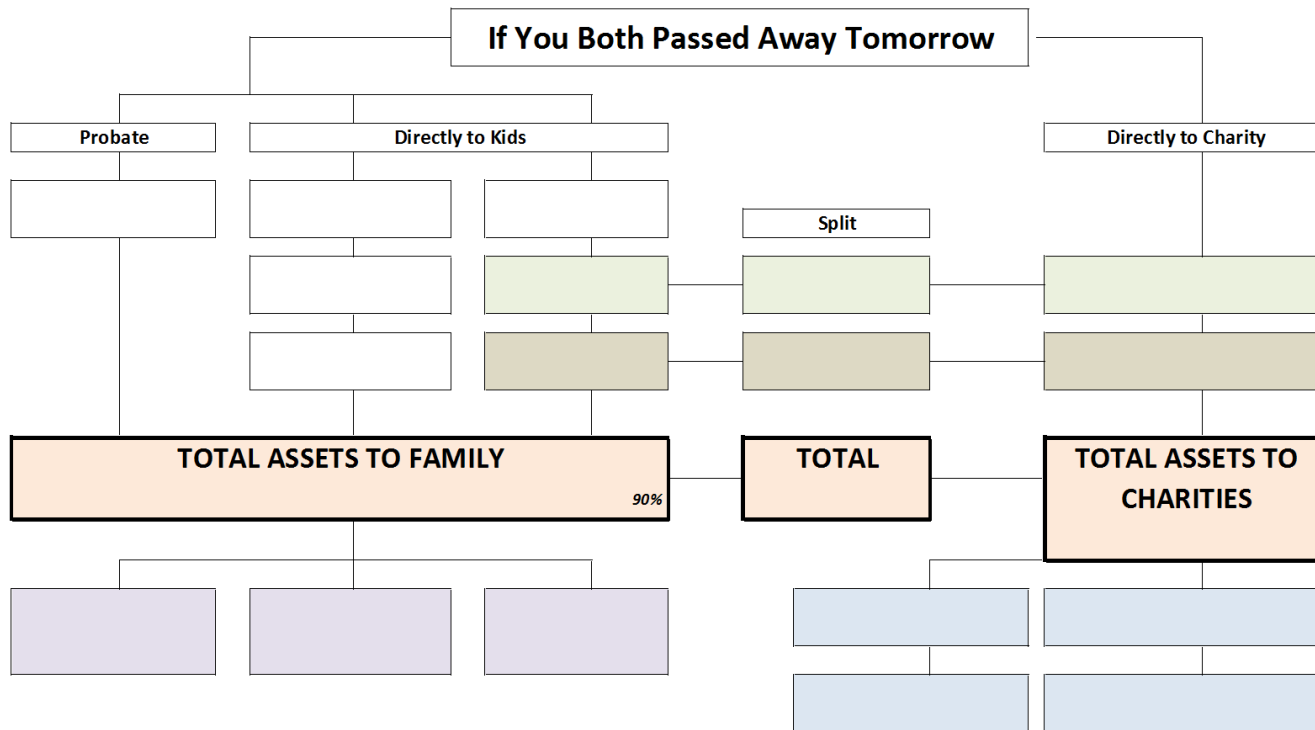 If You Both Passed Away Tomorrow
Probate
Directly to Kids
Directly to Charity
Split
TOTAL ASSETS TO FAMILY
90%
TOTAL
TOTAL ASSETS TO
CHARITIES